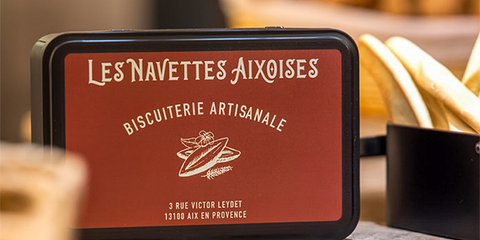 LES NAVETTES AIXOISES
BISCUITERIE ARTISANALE
3 RUE VICTOR LEYDET
13100 AIX EN PROVENCE